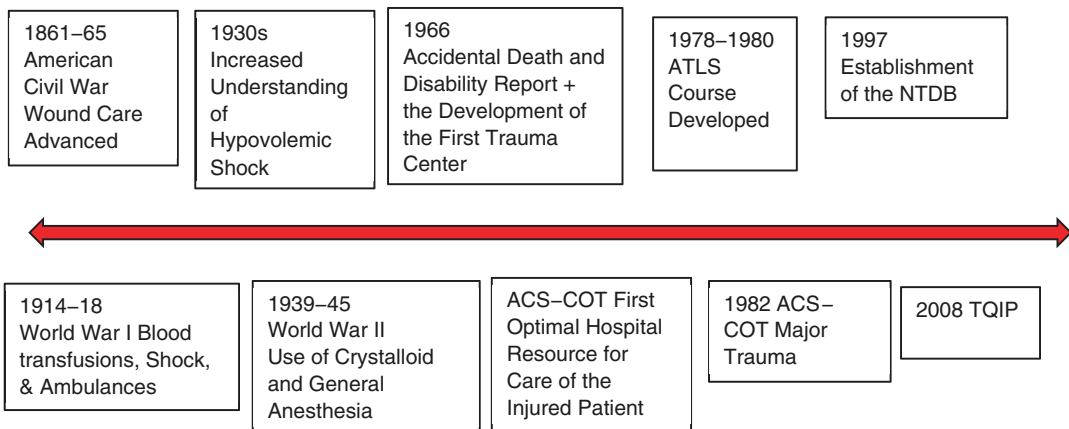 1861–65
American
Civil War
Wound Care
Advanced
1930s
Increased
Understanding
of
Hypovolemic
Shock
1966
Accidental Death and
Disability Report +
the Development of
the First Trauma
Center
1978–1980
ATLS
Course
Developed
1997
Establishment
of the NTDB
1914–18
World War I Blood
transfusions, Shock,
& Ambulances
1939–45
World War II
Use of Crystalloid
and General
Anesthesia
ACS–COT First
Optimal Hospital
Resource for
Care of the
Injured Patient
1982 ACS–
COT Major
Trauma
2008 TQIP